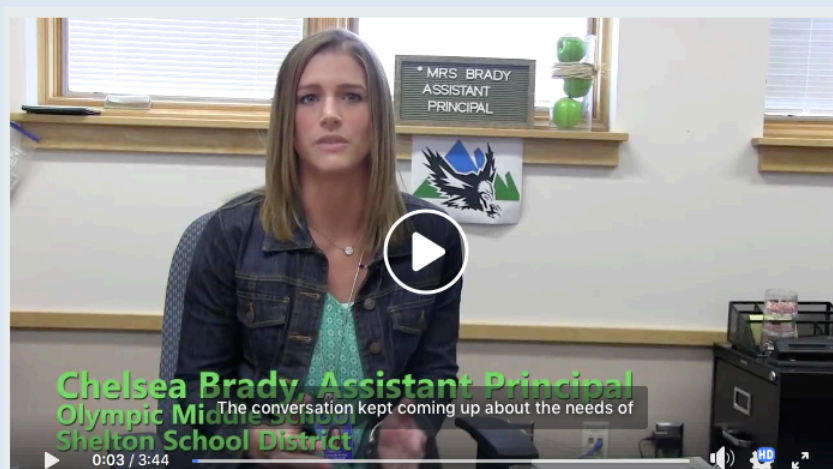 MRS BRADY
ASSISTANT
PRINCIPAL
Chelsea Brady, Assistant Principal
Olympic Middle School
Shelton School District
The conversation kept coming up about the needs of
0:03 / 3:44
HD